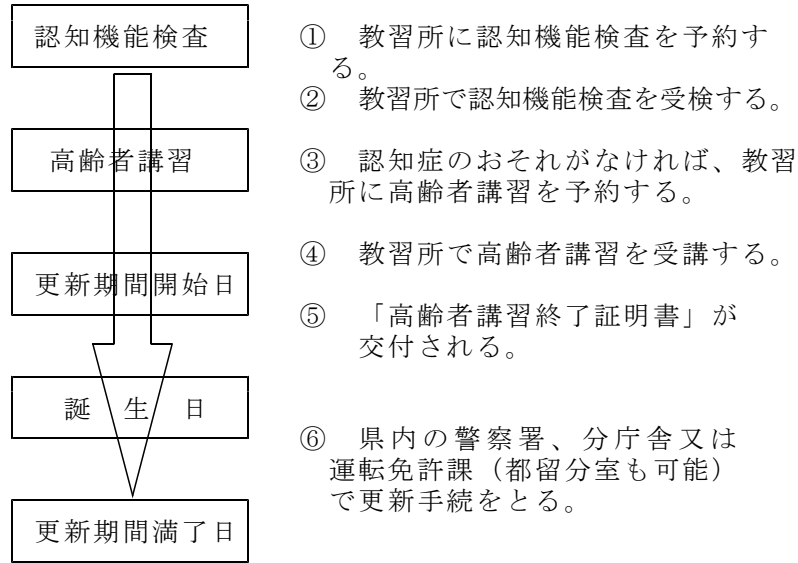 認知機能検査
高齢者講習
更新期間開始日
誕　生　日
更新期間満了日
①　教習所に認知機能検査を予約す
る。
②　教習所で認知機能検査を受検する。
③　認知症のおそれがなければ、教習
所に高齢者講習を予約する。
④　教習所で高齢者講習を受講する。
⑤　「高齢者講習終了証明書」が
交付される。
⑥　県内の警察署、分庁舎又は
運転免許課（都留分室も可能）
で更新手続をとる。